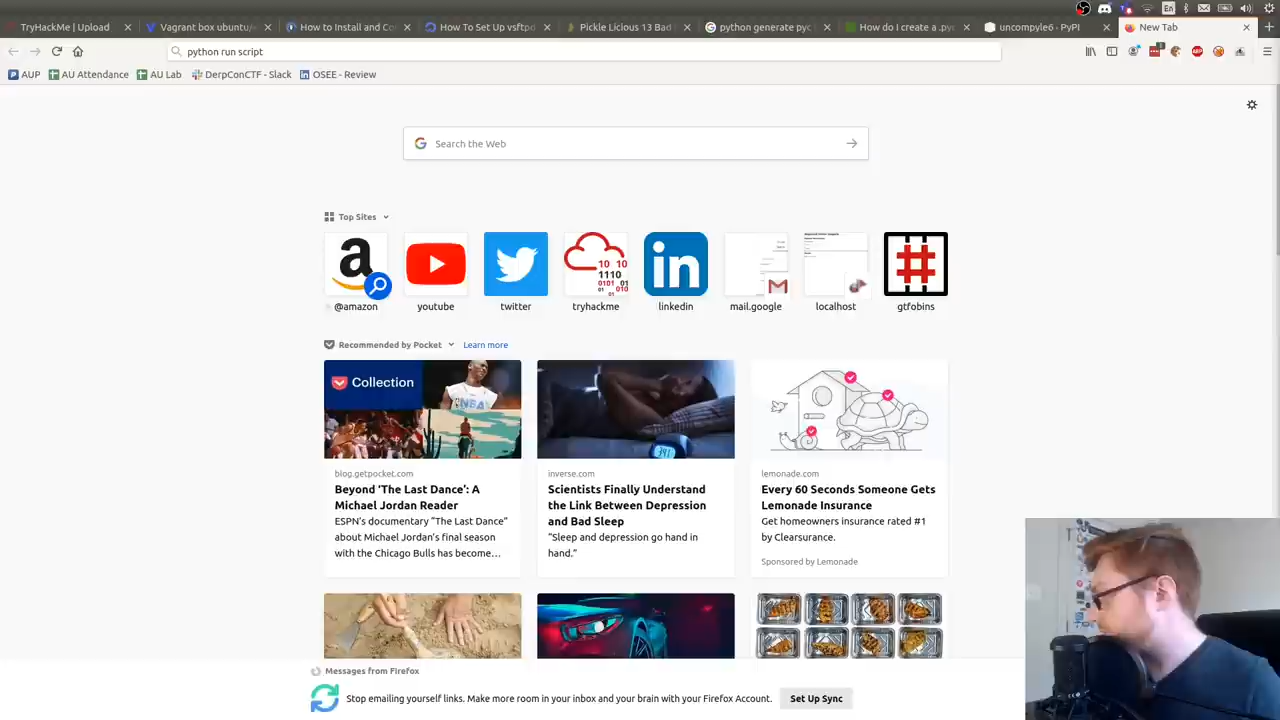 En
TryHackMe | Upload
Vagrant box ubuntu/
How to Install and Co
How To Set Up vsftpd
Pickle Licious 13 Bad
python generate pyc
How do I create a .pyc
uncompyle6 · PyPI
New Tab
python run script
AUP
AU Attendance
AU Lab
DerpConCTF - Slack
OSEE - Review
Search the Web
Top Sites
@amazon
youtube
twitter
tryhackme
linkedin
mail.google
localhost
gtfobins
Recommended by Pocket
Learn more
Collection
blog.getpocket.com
Beyond 'The Last Dance': A
Michael Jordan Reader
ESPN's documentary "The Last Dance"
about Michael Jordan's final season
with the Chicago Bulls has become…
inverse.com
Scientists Finally Understand
the Link Between Depression
and Bad Sleep
"Sleep and depression go hand in
hand."
lemonade.com
Every 60 Seconds Someone Gets
Lemonade Insurance
Get homeowners insurance rated #1
by Clearsurance.
Sponsored by Lemonade
Messages from Firefox
Stop emailing yourself links. Make more room in your inbox and your brain with your Firefox Account.
Set Up Sync